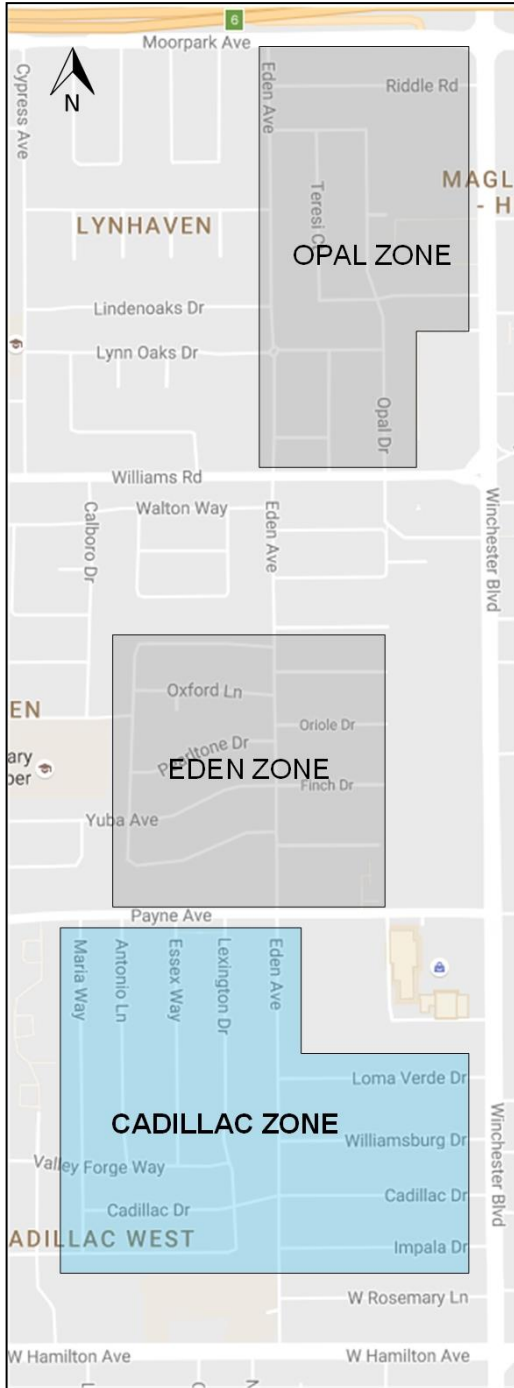 6
Moorpark Ave
N
Cypress Ave
Eden Ave
Riddle Rd
MAGL
- H
LYNHAVEN
Teresi Ct
OPAL ZONE
Lindenoaks Dr
Lynn Oaks Dr
Opal Dr
Williams Rd
Walton Way
Calboro Dr
Eden Ave
Winchester Blvd
Oxford Ln
EN
Oriole Dr
Pearltone Dr
ary
per
EDEN ZONE
Finch Dr
Yuba Ave
Payne Ave
Maria Way
Antonio Ln
Essex Way
Lexington Dr
Eden Ave
Loma Verde Dr
CADILLAC ZONE
Williamsburg Dr
Winchester Blvd
Valley Forge Way
Cadillac Dr
Cadillac Dr
ADILLAC WEST
Impala Dr
W Rosemary Ln
W Hamilton Ave
W Hamilton Ave